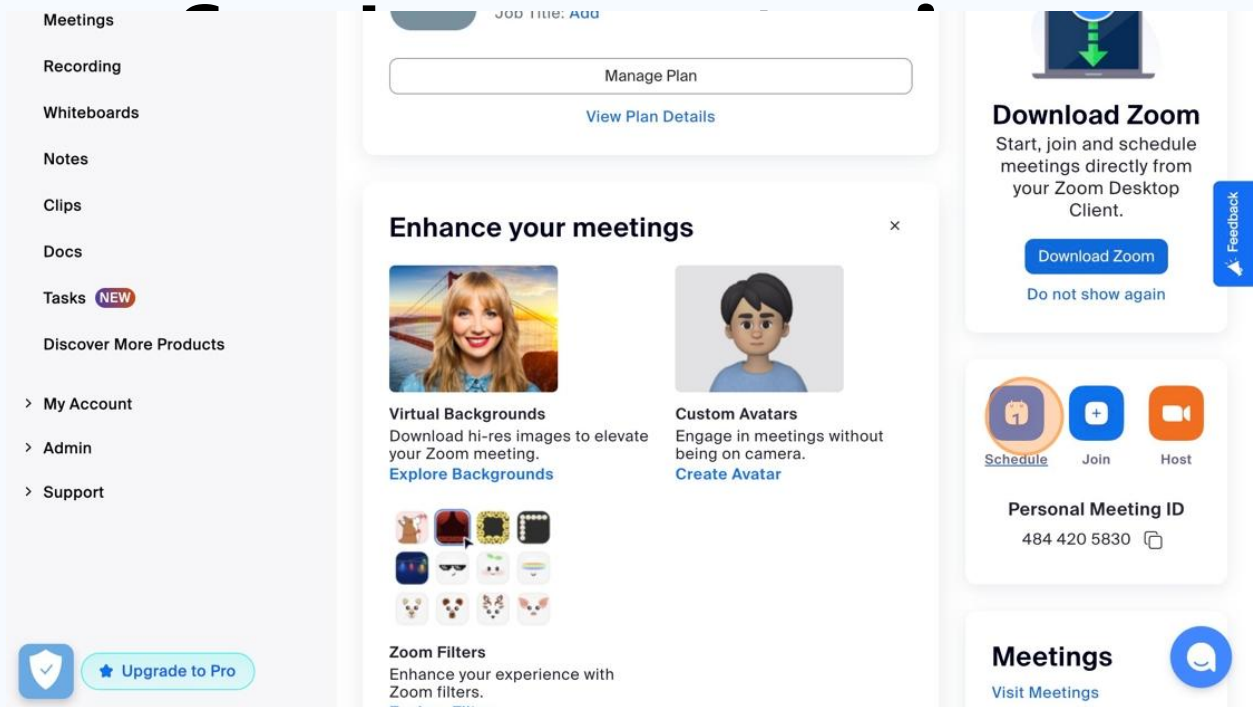 Meetings
Recording
Whiteboards
Notes
Clips
Docs
Tasks NEW
Discover More Products
My Account
Admin
Support
Upgrade to Pro
Job Title: Add
Manage Plan
View Plan Details
Enhance your meetings
Virtual Backgrounds
Download hi-res images to elevate
your Zoom meeting.
Explore Backgrounds
Custom Avatars
Engage in meetings without
being on camera.
Create Avatar
Zoom Filters
Enhance your experience with
Zoom filters.
Download Zoom
Start, join and schedule
meetings directly from
your Zoom Desktop
Client.
Download Zoom
Do not show again
Feedback
1
Schedule
Join
Host
Personal Meeting ID
484 420 5830
Meetings
Visit Meetings